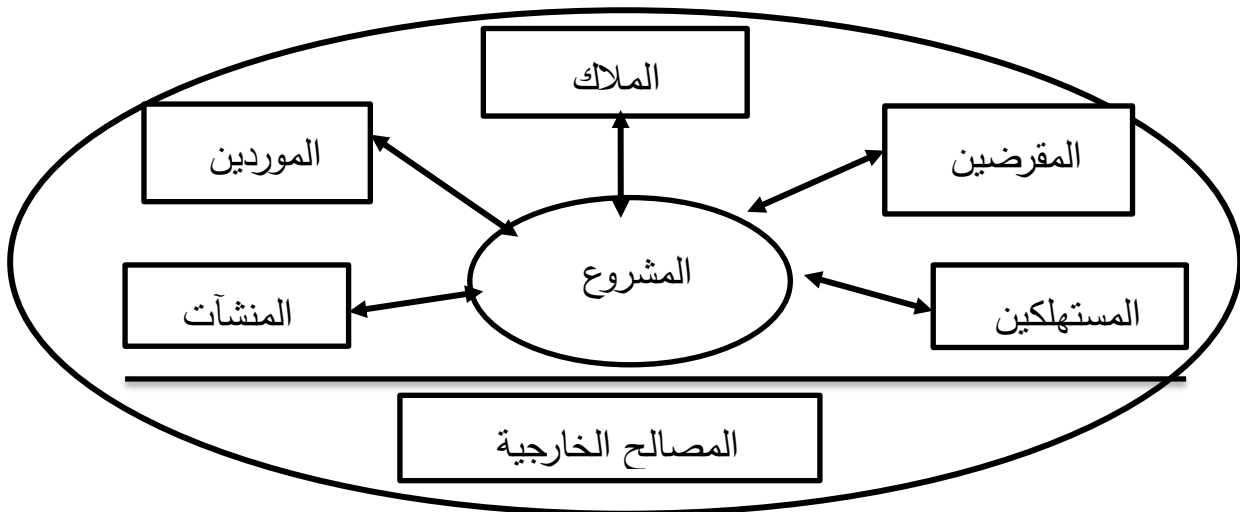 الملاك
المقرضين
الموردين
المشروع
المستهلكين
المنشآت
المصالح الخارجية